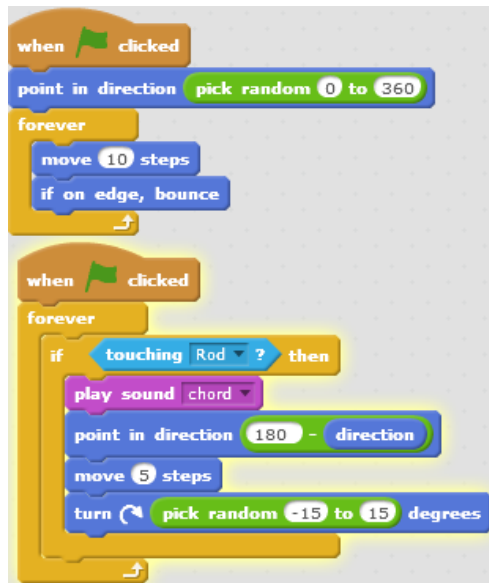 when clicked
point in direction pick random 0 to 360
forever
move 10 steps
if on edge, bounce
when clicked
forever
if touching Rod ? then
play sound chord
point in direction 180 - direction
move 5 steps
turn pick random -15 to 15 degrees